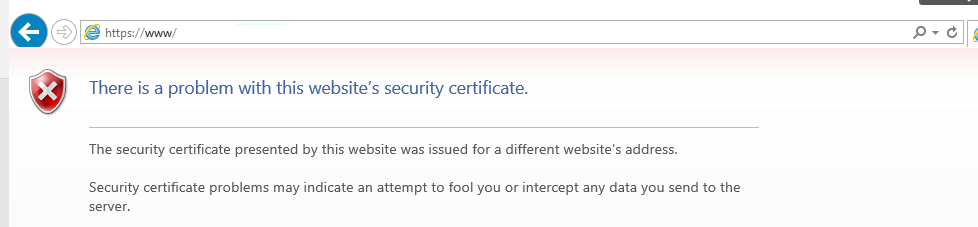 https://www/
There is a problem with this website's security certificate.
The security certificate presented by this website was issued for a different website's address.
Security certificate problems may indicate an attempt to fool you or intercept any data you send to the
server.